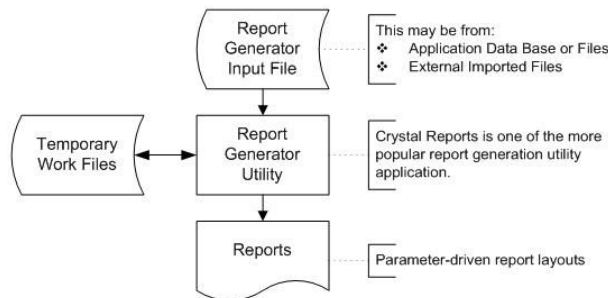 Report
Generator
Input File
This may be from:
❖ Application Data Base or Files
❖ External Imported Files
Temporary
Work Files
Report
Generator
Utility
Crystal Reports is one of the more
popular report generation utility
application.
Reports
Parameter-driven report layouts